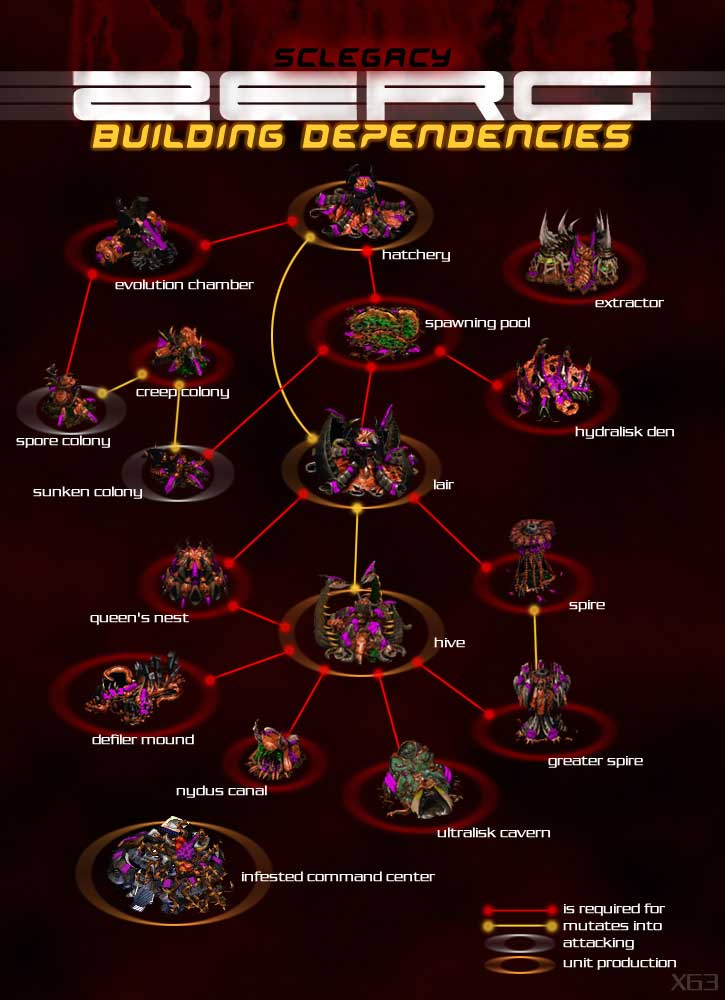 SCLEGACY
ZERG
BUILDING DEPENDENCIES
hatchery
evolution chamber
extractor
spawning pool
creep colony
spore colony
hydralisk den
sunken colony
lair
queen's nest
spire
hive
defiler mound
greater spire
nydus canal
ultralisk cavern
infested command center
is required for
mutates into
attacking
unit production
X63